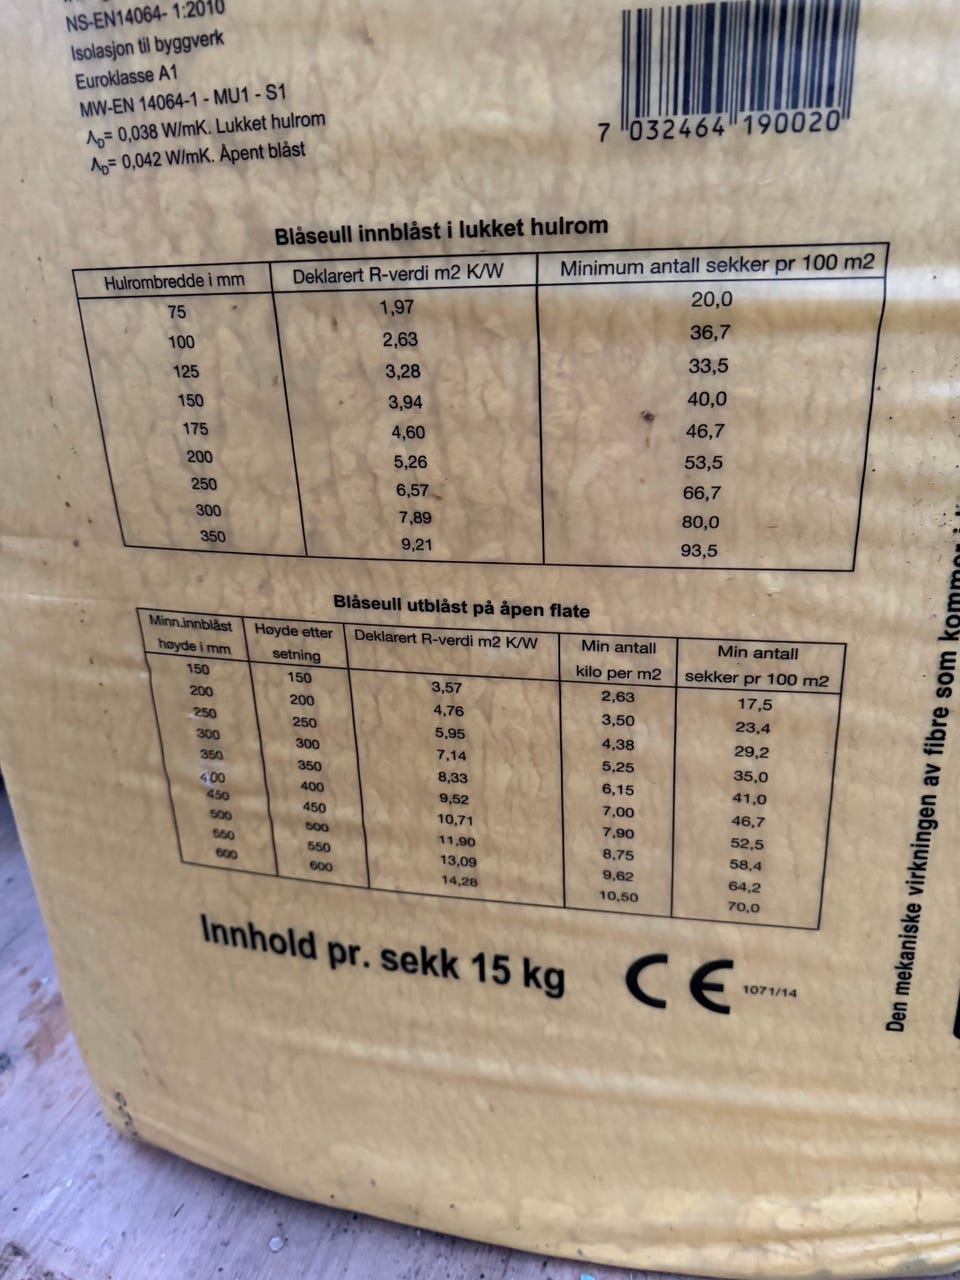 NS-EN14064- 1:2010
Isolasjon til byggverk
Euroklasse A1
MW-EN 14064-1 - MU1 - S1
ΛD= 0,038 W/mK. Lukket hulrom
ΛD= 0,042 W/mK. Åpent blåst
7 032464 190020
Blåseull innblåst i lukket hulrom
Hulrombredde i mm Deklarert R-verdi m2 K/W Minimum antall sekker pr 100 m2
75 1,97 20,0
100 2,63 36,7
125 3,28 33,5
150 3,94 40,0
175 4,60 46,7
200 5,26 53,5
250 6,57 66,7
300 7,89 80,0
350 9,21 93,5
Blåseull utblåst på åpen flate
Minn.innblåst Høyde etter Deklarert R-verdi m2 K/W Min antall Min antall
høyde i mm setning kilo per m2 sekker pr 100 m2
150 150 3,57 2,63 17,5
200 200 4,76 3,50 23,4
250 250 5,95 4,38 29,2
300 300 7,14 5,25 35,0
350 350 8,33 6,15 41,0
400 400 9,52 7,00 46,7
450 450 10,71 7,90 52,5
500 500 11,90 8,75 58,4
550 550 13,09 9,62 64,2
600 600 14,28 10,50 70,0
Innhold pr. sekk 15 kg
CE 1071/14
Den mekaniske virkningen av fibre som kommer